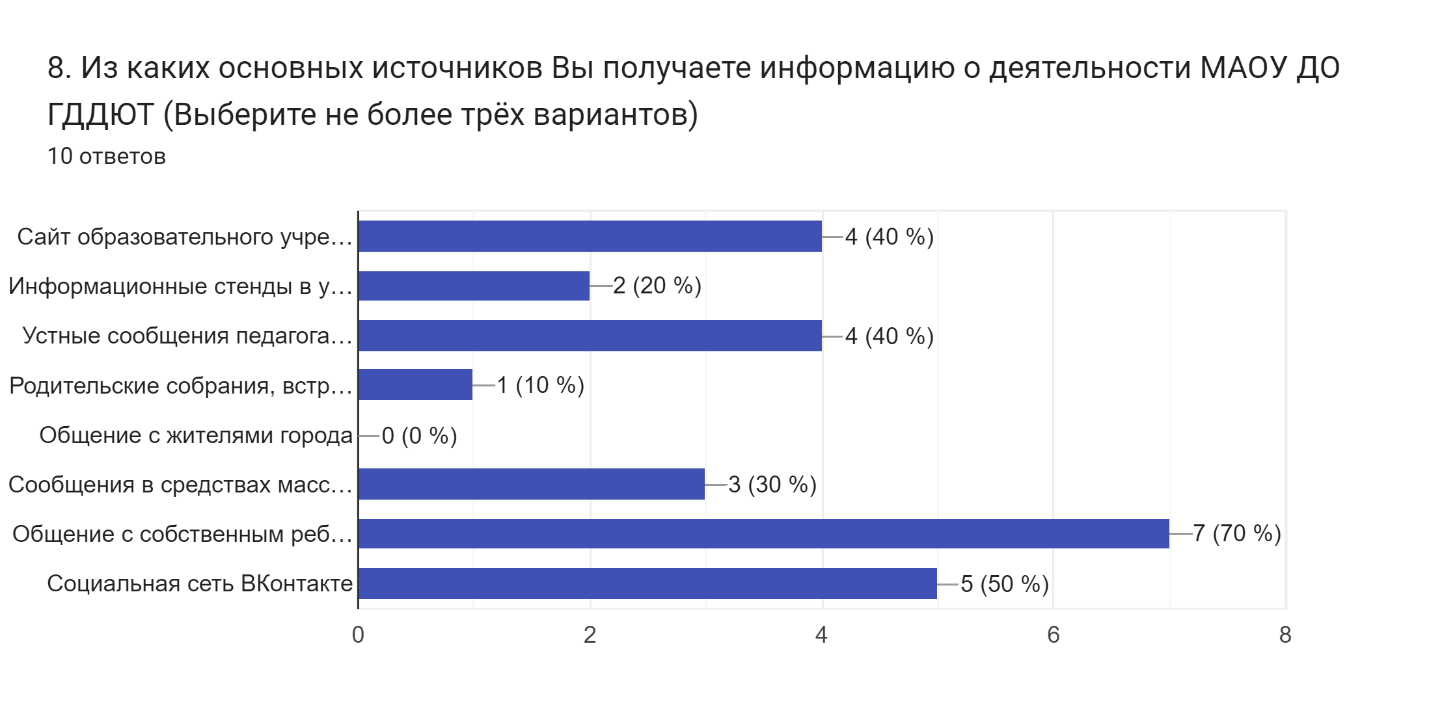 8. Из каких основных источников Вы получаете информацию о деятельности МАОУ ДО
ГДДЮТ (Выберите не более трёх вариантов)
10 ответов
Сайт образовательного учре… 4 (40 %)
Информационные стенды в у… 2 (20 %)
Устные сообщения педагога… 4 (40 %)
Родительские собрания, встр… 1 (10 %)
Общение с жителями города 0 (0 %)
Сообщения в средствах масс… 3 (30 %)
Общение с собственным реб… 7 (70 %)
Социальная сеть ВКонтакте 5 (50 %)
0 2 4 6 8